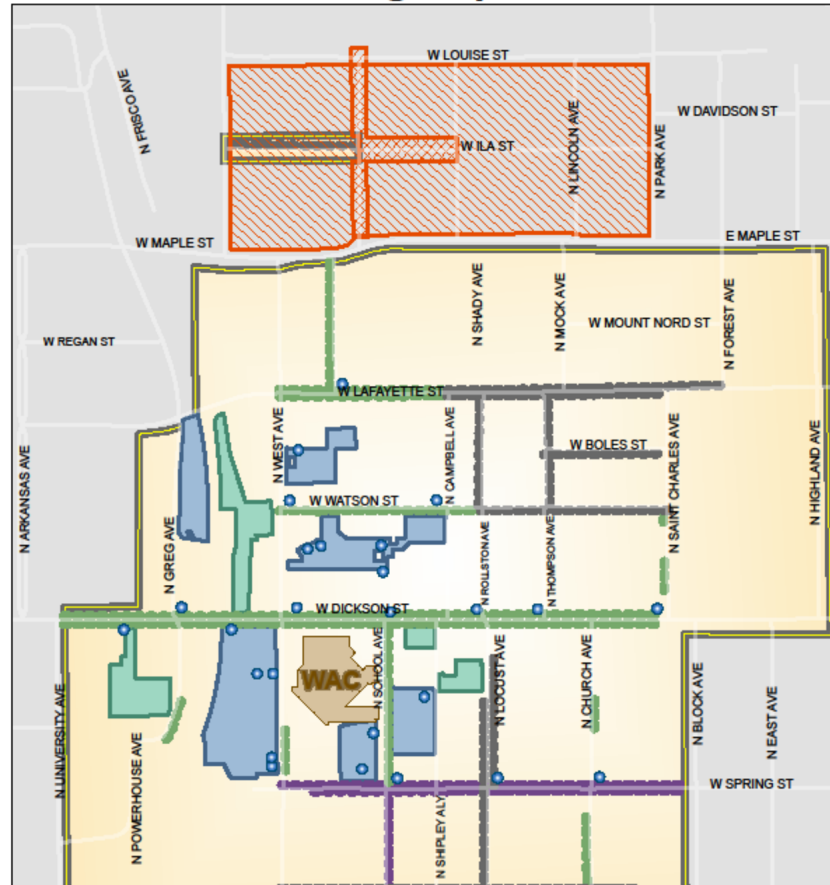 W LOUISE ST
N FRISCO AVE
W DAVIDSON ST
N LINCOLN AVE
N PARK AVE
W ILA ST
W MAPLE ST
E MAPLE ST
N SHADY AVE
N MOCK AVE
N FOREST AVE
W MOUNT NORD ST
W REGAN ST
W LAFAYETTE ST
N WEST AVE
N CAMPBELL AVE
W BOLES ST
N SAINT CHARLES AVE
N HIGHLAND AVE
N ARKANSAS AVE
W WATSON ST
N GREG AVE
N ROLLSTON AVE
N THOMPSON AVE
W DICKSON ST
WAC
N SCHOOL AVE
N LOCUST AVE
N CHURCH AVE
N BLOCK AVE
N EAST AVE
N UNIVERSITY AVE
N POWERHOUSE AVE
W SPRING ST
N SHIPLEY ALY